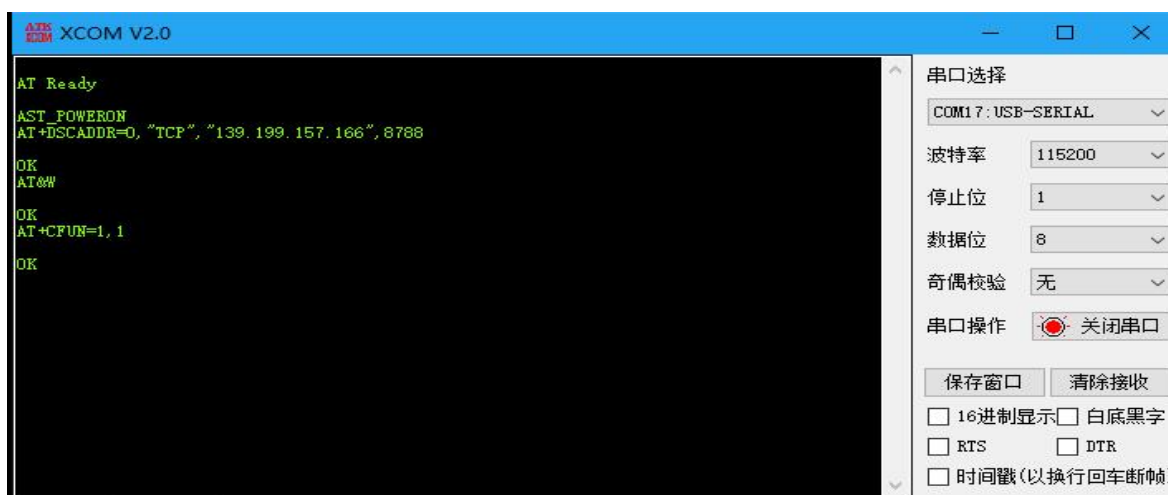 ATK XCOM XCOM V2.0
AT Ready
AST_POWERON
AT+DSCADDR=0, "TCP", "139.199.157.166",8788
OK
AT&W
OK
AT+CFUN=1,1
OK
串口选择
COM17:USB-SERIAL
波特率 115200
停止位 1
数据位 8
奇偶校验 无
串口操作 关闭串口
保存窗口 清除接收
16进制显示 白底黑字
RTS DTR
时间戳(以换行回车断帧